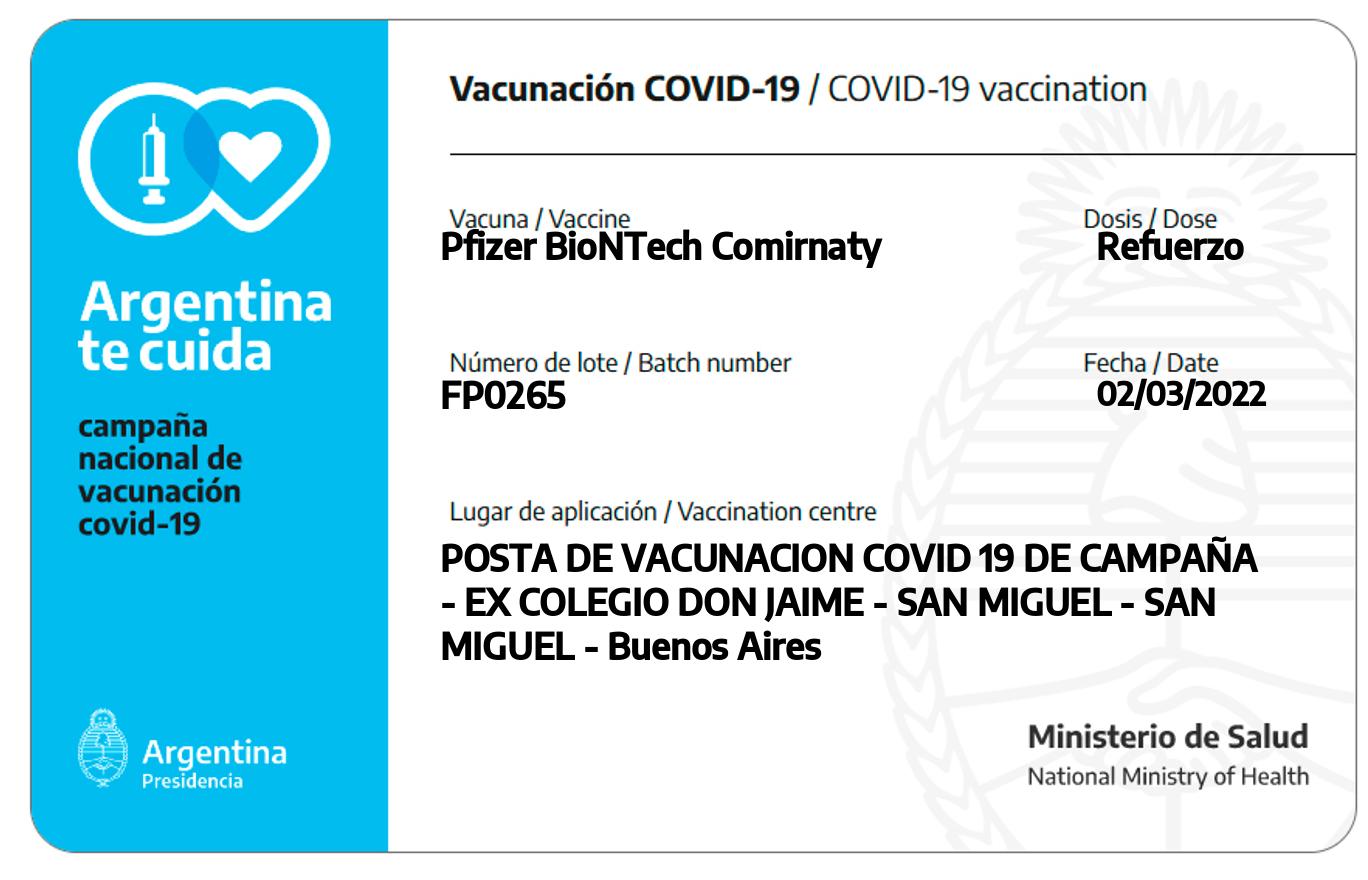 Vacunación COVID-19 / COVID-19 vaccination
Vacuna / Vaccine
Pfizer BioNTech Comirnaty
Dosis / Dose
Refuerzo
Número de lote / Batch number
FP0265
Fecha / Date
02/03/2022
Lugar de aplicación / Vaccination centre
POSTA DE VACUNACION COVID 19 DE CAMPAÑA
- EX COLEGIO DON JAIME - SAN MIGUEL - SAN
MIGUEL - Buenos Aires
Argentina
te cuida
campaña
nacional de
vacunación
covid-19
Argentina
Presidencia
Ministerio de Salud
National Ministry of Health